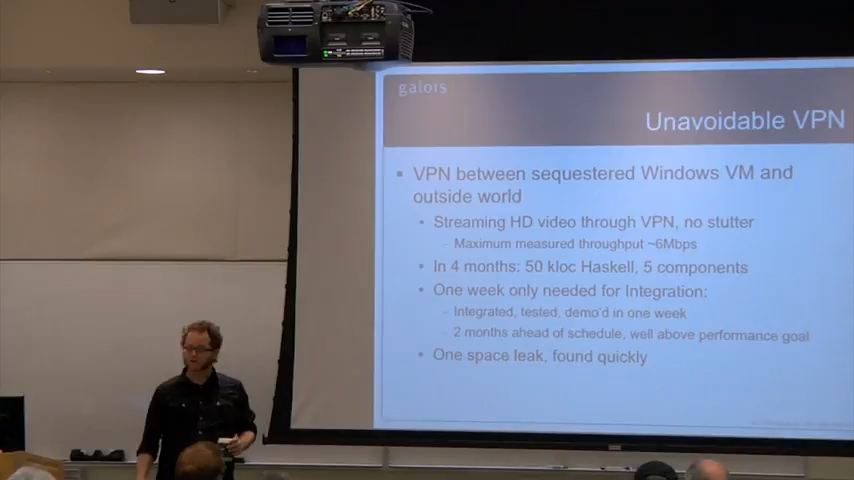 galois
Unavoidable VPN
VPN between sequestered Windows VM and
outside world
Streaming HD video through VPN, no stutter
Maximum measured throughput ~6Mbps
In 4 months: 50 kloc Haskell, 5 components
One week only needed for Integration:
Integrated, tested, demo'd in one week
2 months ahead of schedule, well above performance goal
One space leak, found quickly